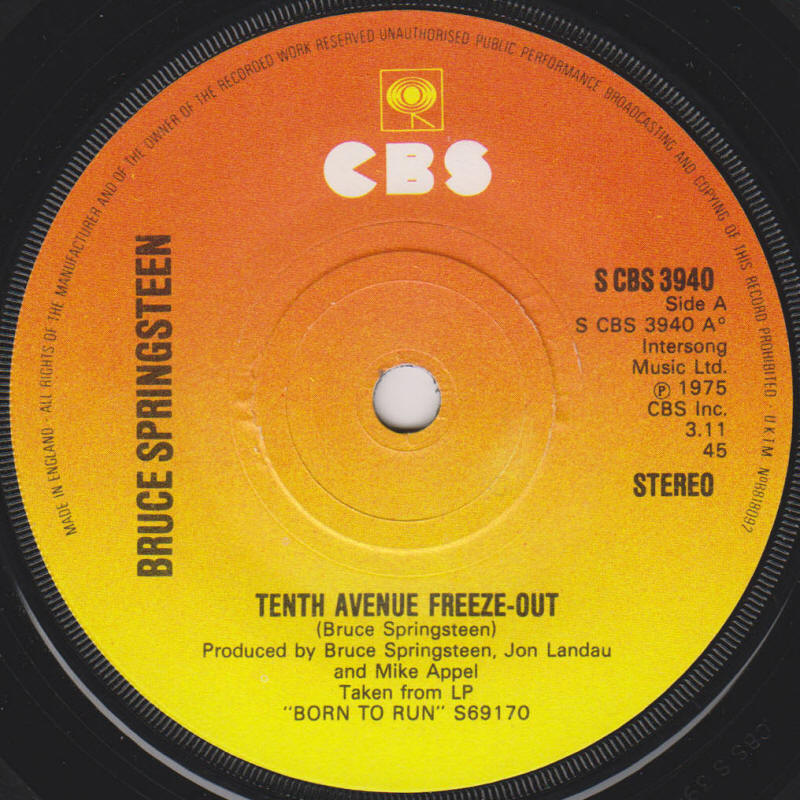 MADE IN ENGLAND - ALL RIGHTS OF THE MANUFACTURER AND OF THE OWNER OF THE RECORDED WORK RESERVED UNAUTHORISED PUBLIC PERFORMANCE BROADCASTING AND COPYING OF THIS RECORD PROHIBITED - U K I M Nº8818092
CBS
BRUCE SPRINGSTEEN
S CBS 3940
Side A
S CBS 3940 A°
Intersong
Music Ltd.
℗ 1975
CBS Inc.
3.11
45
STEREO
TENTH AVENUE FREEZE-OUT
(Bruce Springsteen)
Produced by Bruce Springsteen, Jon Landau
and Mike Appel
Taken from LP
"BORN TO RUN" S69170